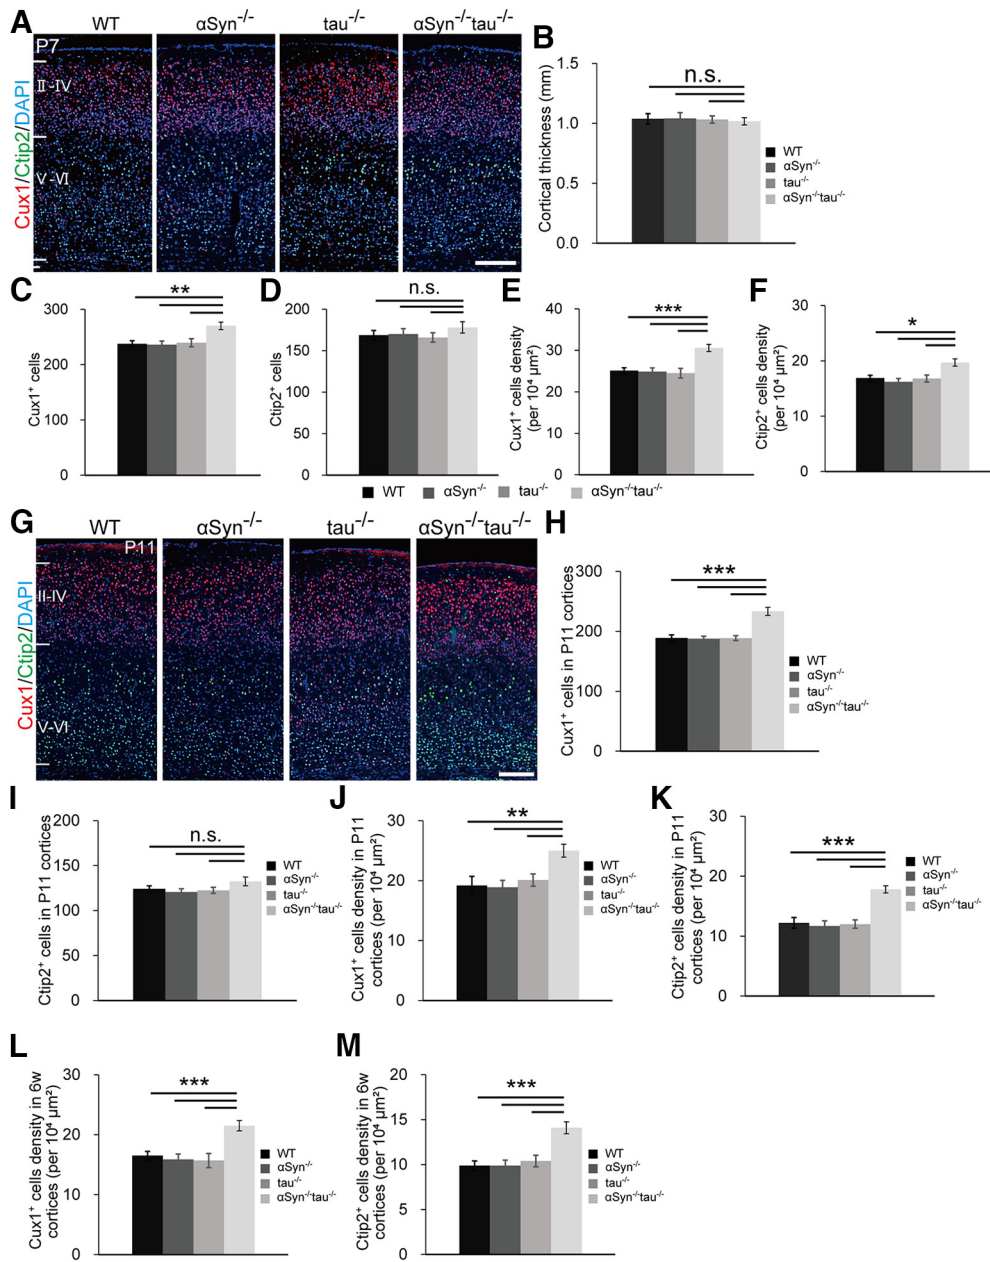 A
WT
αSyn-/-
tau-/-
αSyn-/-tau-/-
P7
II-IV
V-VI
Cux1/Ctip2/DAPI
B
1.5
1.0
0.5
0.0
Cortical thickness (mm)
n.s.
WT
αSyn-/-
tau-/-
αSyn-/-tau-/-
C
300
200
100
0
Cux1+ cells
**
D
200
150
100
50
0
Ctip2+ cells
n.s.
E
40
30
20
10
0
Cux1+ cells density
(per 10⁴ µm²)
***
F
30
20
10
0
Ctip2+ cells density
(per 10⁴ µm²)
*
WT
αSyn-/-
tau-/-
αSyn-/-tau-/-
G
WT
αSyn-/-
tau-/-
αSyn-/-tau-/-
P11
II-IV
V-VI
Cux1/Ctip2/DAPI
H
300
200
100
0
Cux1+ cells in P11 cortices
***
WT
αSyn-/-
tau-/-
αSyn-/-tau-/-
I
200
150
100
50
0
Ctip2+ cells in P11 cortices
n.s.
WT
αSyn-/-
tau-/-
αSyn-/-tau-/-
J
30
20
10
0
Cux1+ cells density in P11
cortices (per 10⁴ µm²)
**
WT
αSyn-/-
tau-/-
αSyn-/-tau-/-
K
30
20
10
0
Ctip2+ cells density in P11
cortices (per 10⁴ µm²)
***
WT
αSyn-/-
tau-/-
αSyn-/-tau-/-
L
30
20
10
0
Cux1+ cells density in 6w
cortices (per 10⁴ µm²)
***
WT
αSyn-/-
tau-/-
αSyn-/-tau-/-
M
20
15
10
5
0
Ctip2+ cells density in 6w
cortices (per 10⁴ µm²)
***
WT
αSyn-/-
tau-/-
αSyn-/-tau-/-